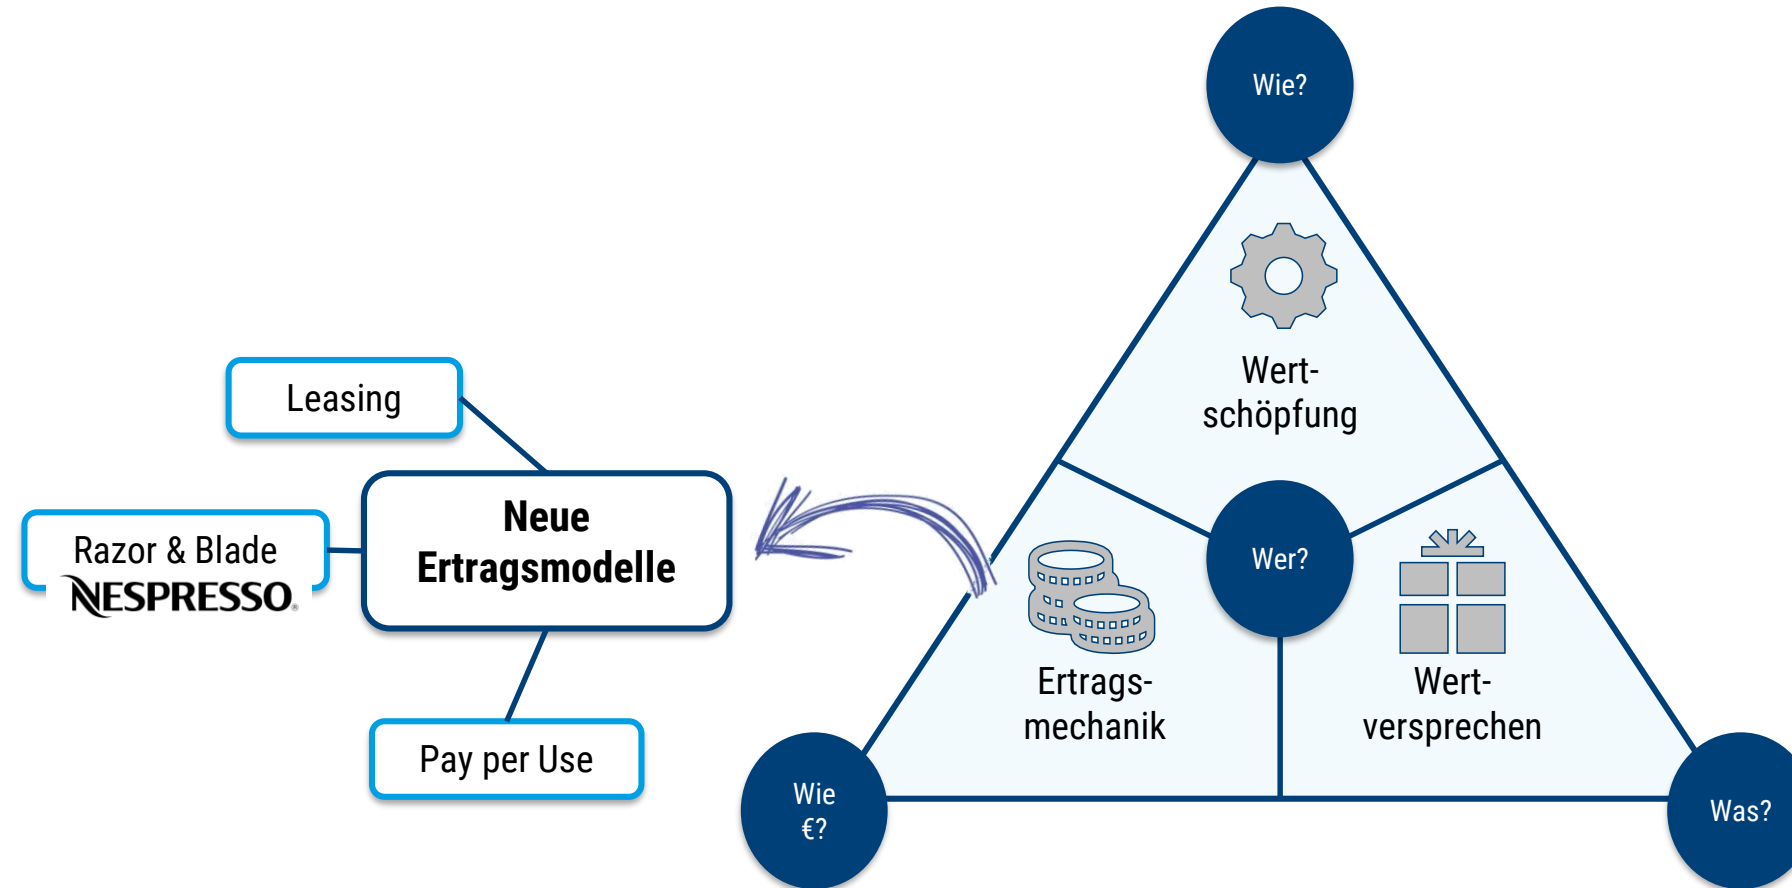 Leasing
Razor & Blade
NESPRESSO®
Neue
Ertragsmodelle
Pay per Use
Wie?
Wert-
schöpfung
Wer?
Ertrags-
mechanik
Wert-
versprechen
Wie
€?
Was?